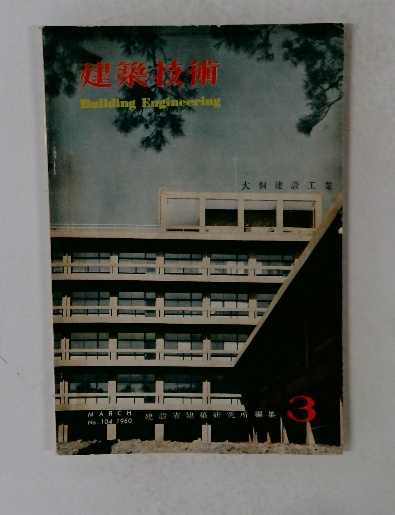 建築技術
Building Engineering
大桐建設工業
MARCH
No. 104 1960
建設省建築研究所編集
3